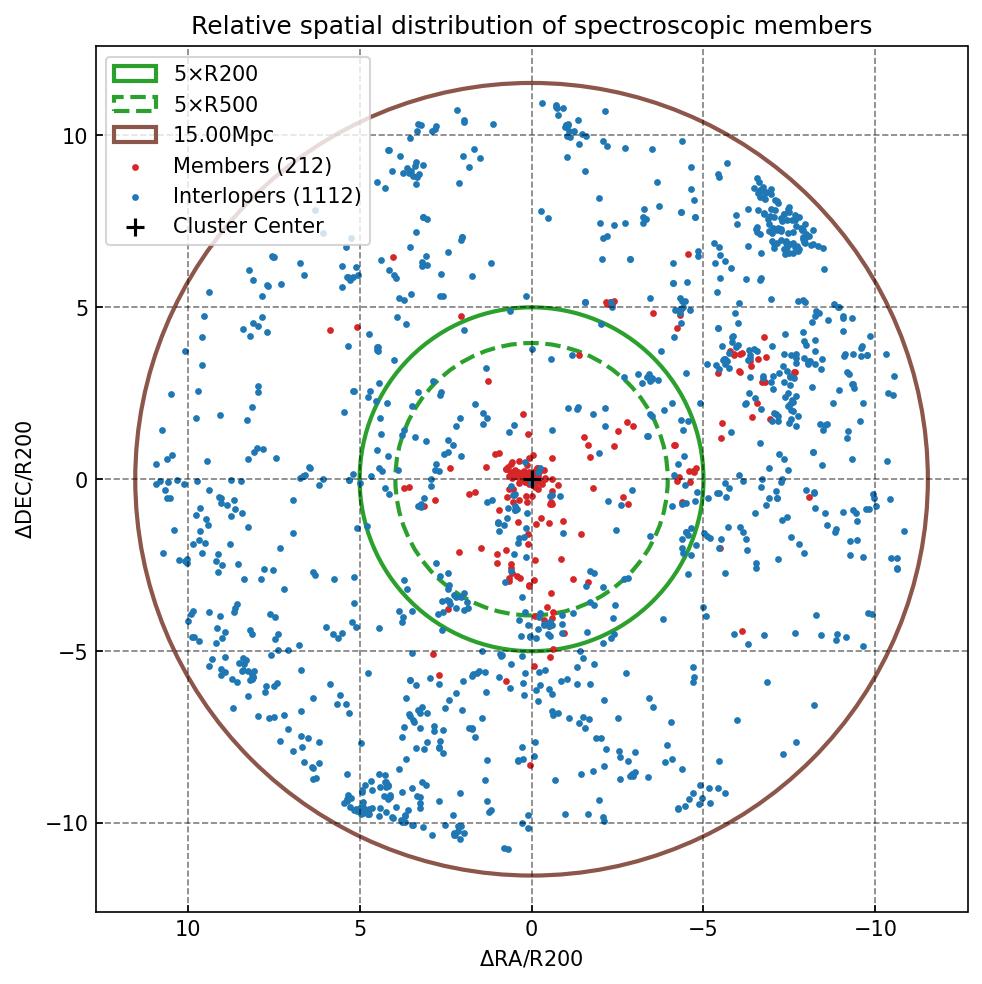 Relative spatial distribution of spectroscopic members
5×R200
5×R500
15.00Mpc
Members (212)
Interlopers (1112)
Cluster Center
10
5
0
−5
−10
ΔDEC/R200
10
5
0
−5
−10
ΔRA/R200